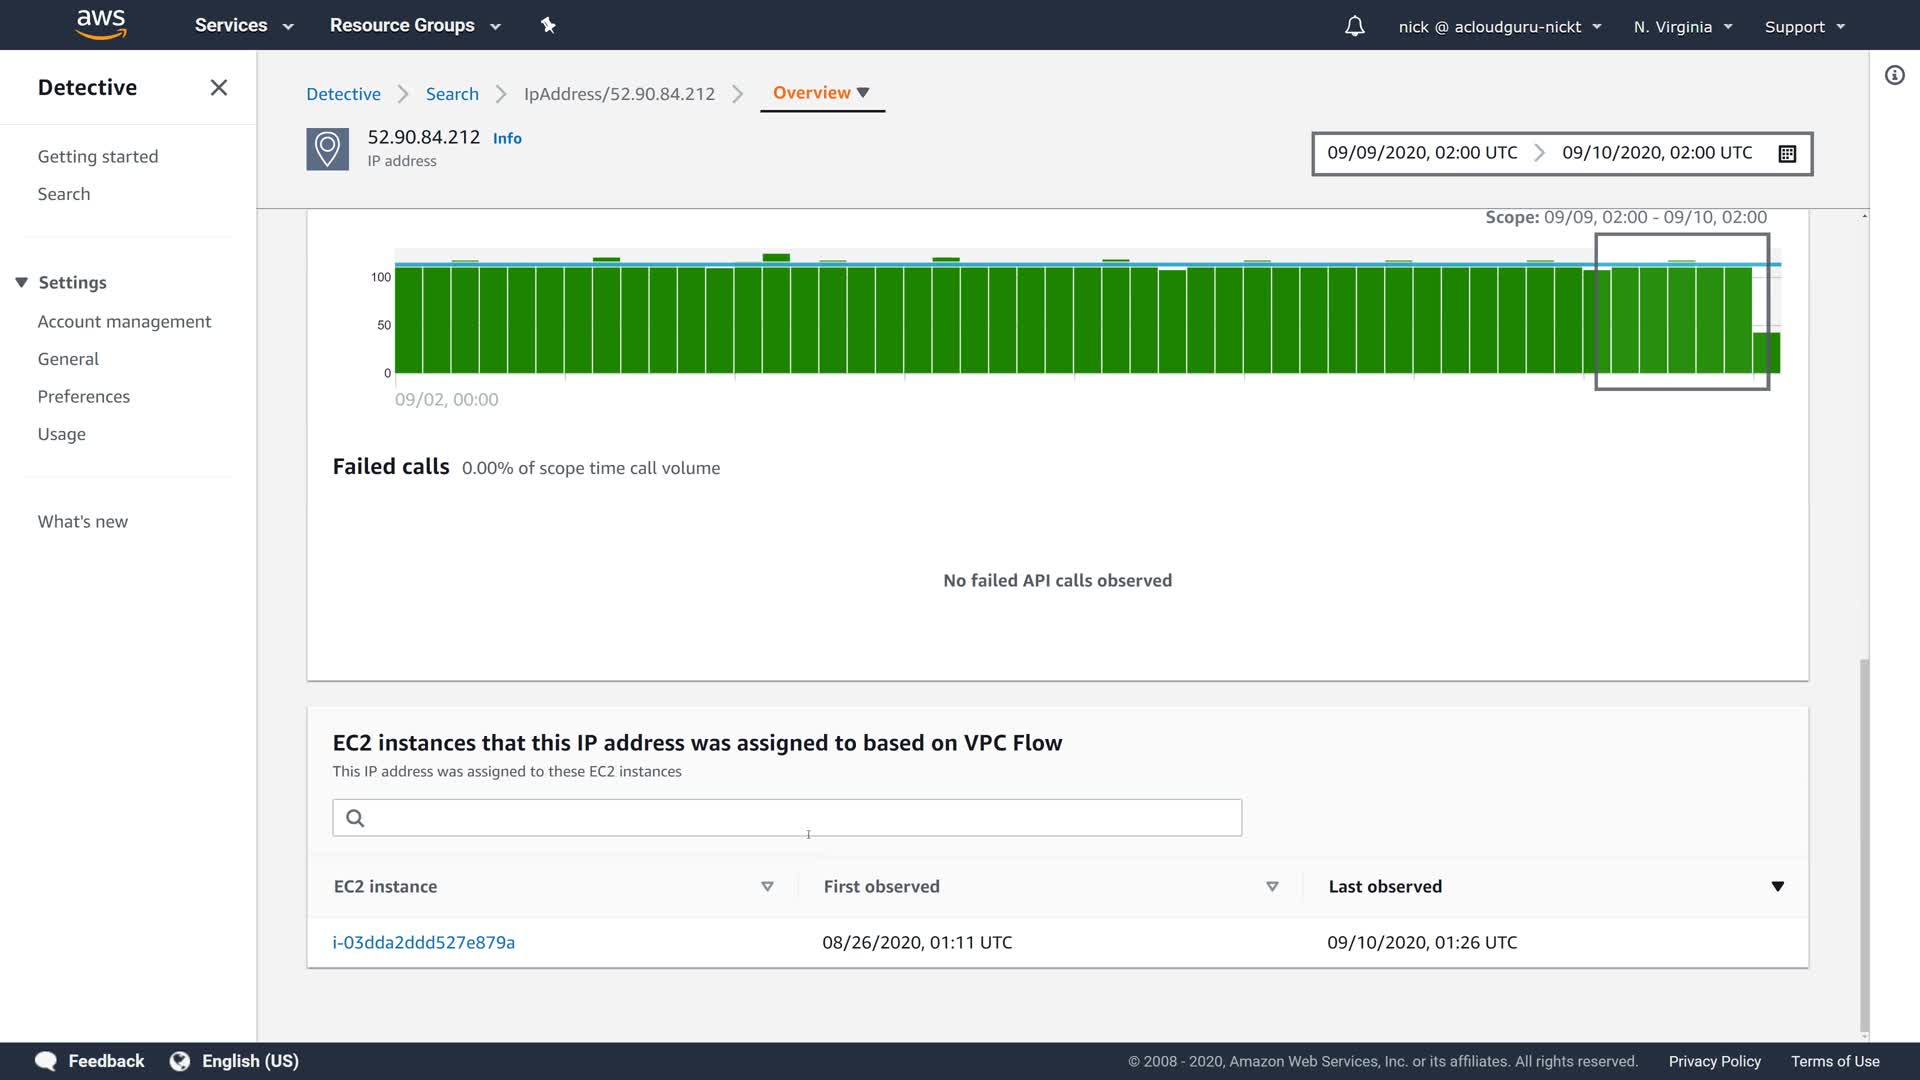 aws Services Resource Groups nick @ acloudguru-nickt N. Virginia Support
Detective
Getting started
Search
Settings
Account management
General
Preferences
Usage
What's new
Detective Search IpAddress/52.90.84.212 Overview
52.90.84.212 Info
IP address
09/09/2020, 02:00 UTC 09/10/2020, 02:00 UTC
Scope: 09/09, 02:00 - 09/10, 02:00
100
50
0
09/02, 00:00
Failed calls 0.00% of scope time call volume
No failed API calls observed
EC2 instances that this IP address was assigned to based on VPC Flow
This IP address was assigned to these EC2 instances
EC2 instance First observed Last observed
i-03dda2ddd527e879a 08/26/2020, 01:11 UTC 09/10/2020, 01:26 UTC
Feedback English (US) © 2008 - 2020, Amazon Web Services, Inc. or its affiliates. All rights reserved. Privacy Policy Terms of Use